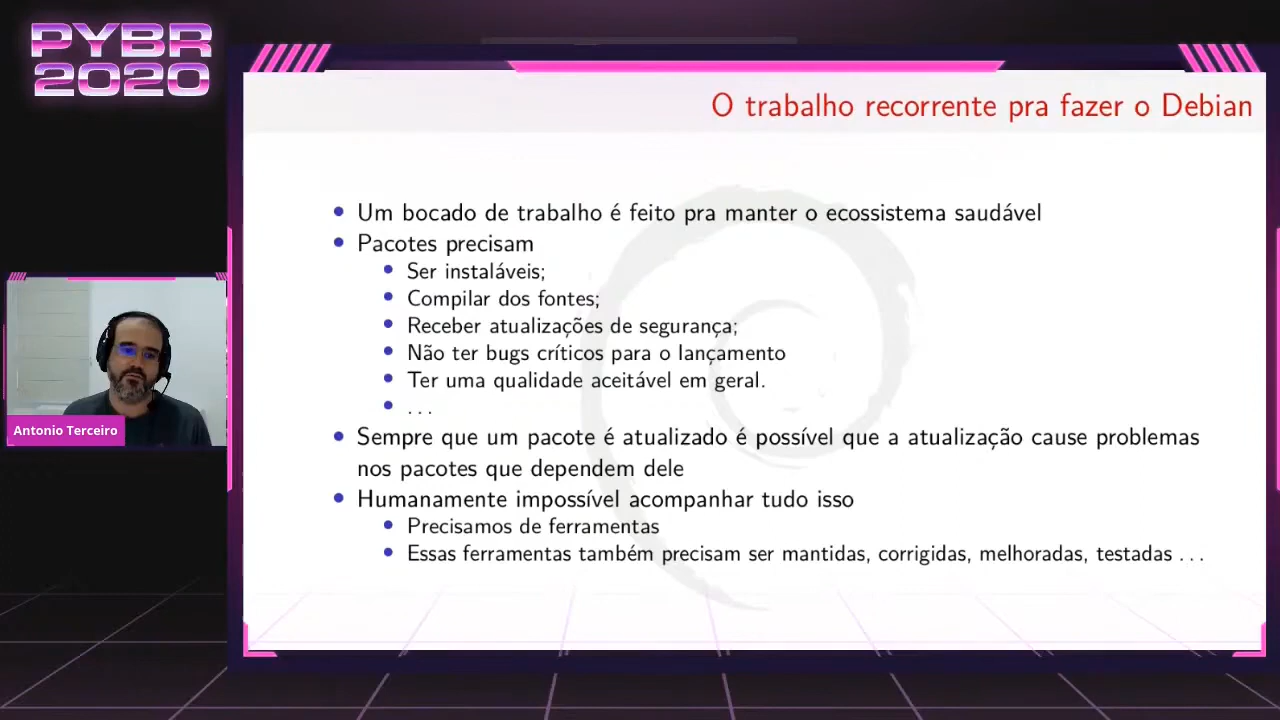 PYBR
2020
O trabalho recorrente pra fazer o Debian
Um bocado de trabalho é feito pra manter o ecossistema saudável
Pacotes precisam
Ser instaláveis;
Compilar dos fontes;
Receber atualizações de segurança;
Não ter bugs críticos para o lançamento
Ter uma qualidade aceitável em geral.
...
Sempre que um pacote é atualizado é possível que a atualização cause problemas
nos pacotes que dependem dele
Humanamente impossível acompanhar tudo isso
Precisamos de ferramentas
Essas ferramentas também precisam ser mantidas, corrigidas, melhoradas, testadas ...
Antonio Terceiro